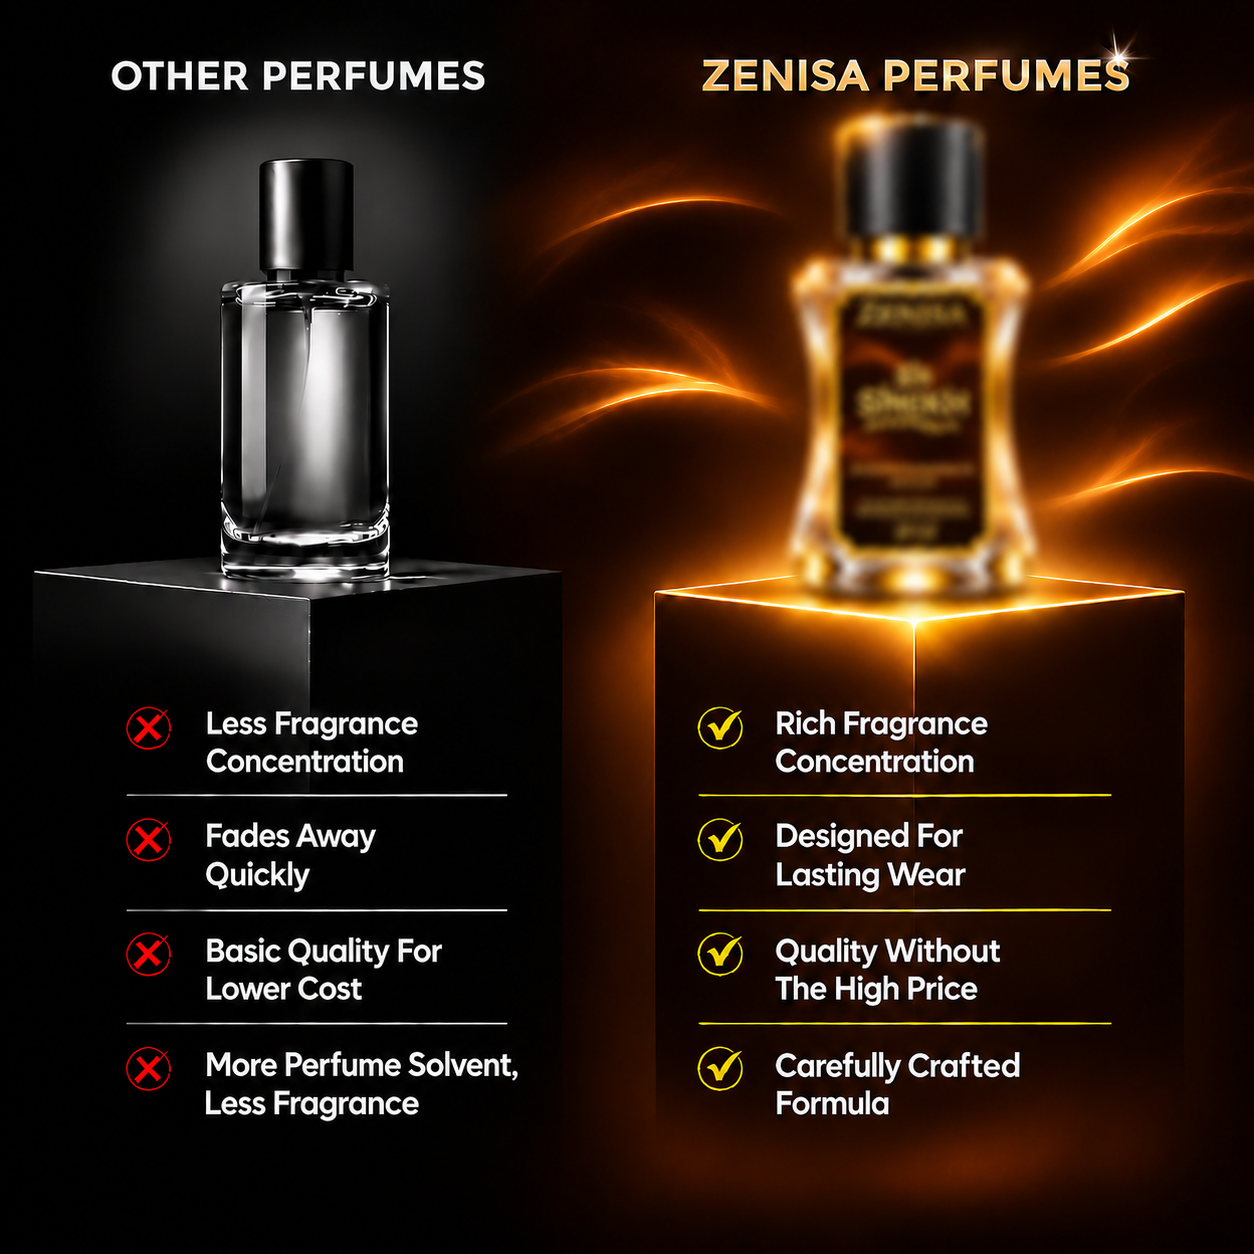 OTHER PERFUMES
ZENISA PERFUMES
ZENISA
Less Fragrance
Concentration
Fades Away
Quickly
Basic Quality For
Lower Cost
More Perfume Solvent,
Less Fragrance
Rich Fragrance
Concentration
Designed For
Lasting Wear
Quality Without
The High Price
Carefully Crafted
Formula